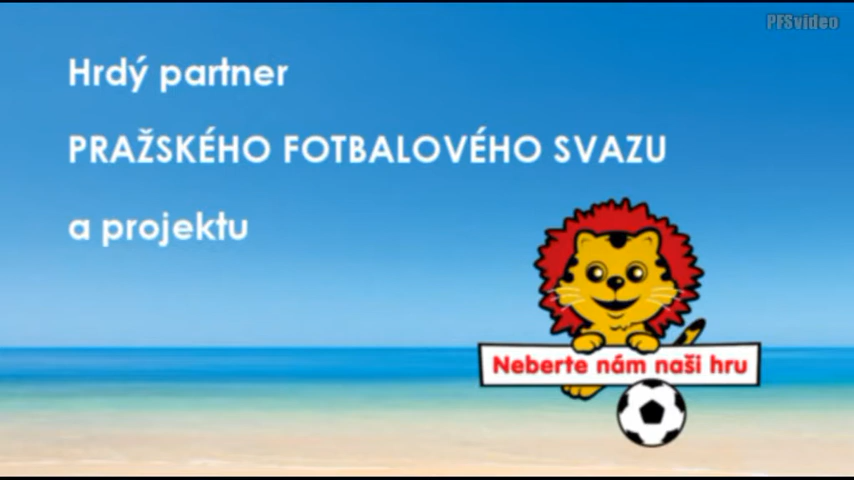 PFSvideo
Hrdý partner
PRAŽSKÉHO FOTBALOVÉHO SVAZU
a projektu
Neberte nám naši hru